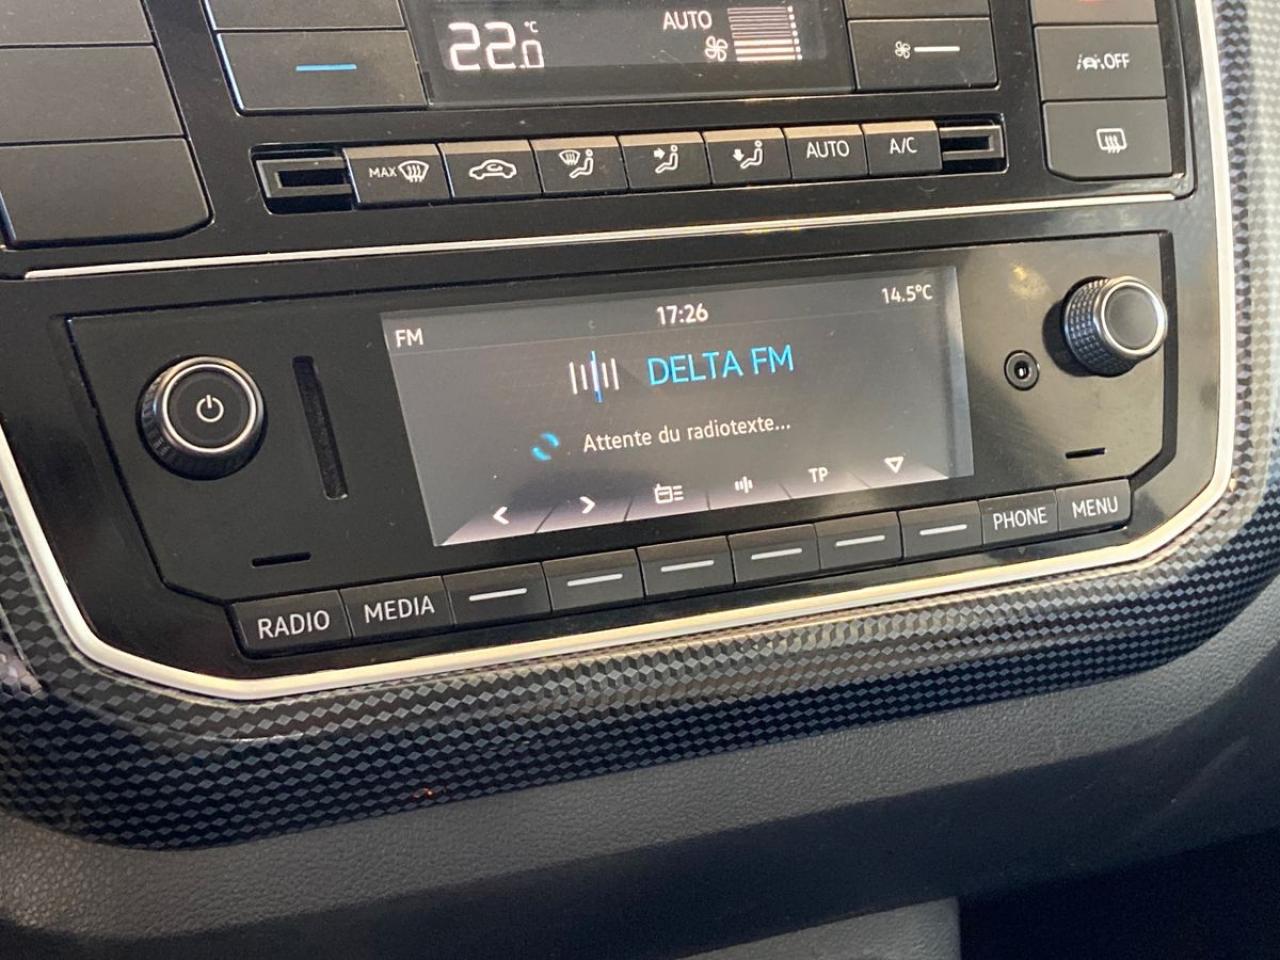 22.0 °C
AUTO
OFF
MAX
AUTO
A/C
FM
17:26
14.5°C
DELTA FM
Attente du radiotexte...
TP
RADIO
MEDIA
PHONE
MENU